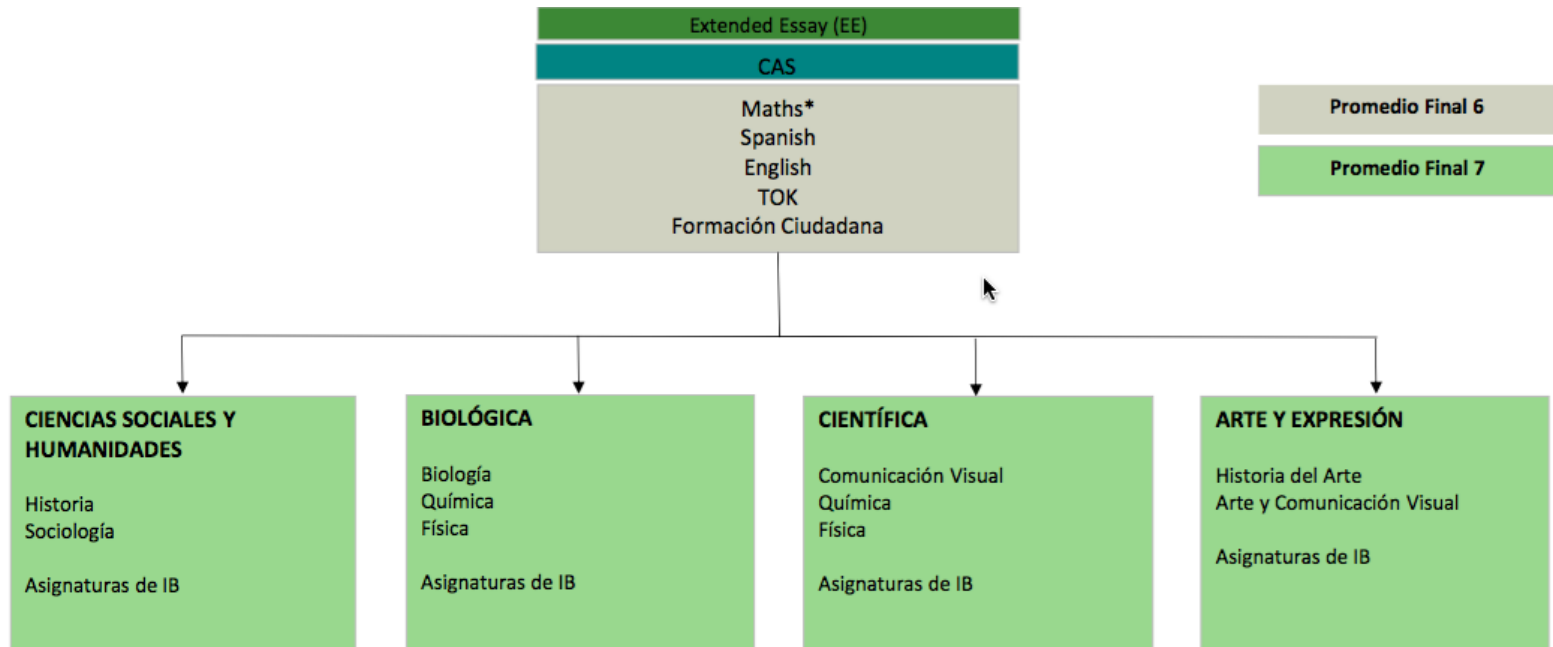 Extended Essay (EE)
CAS
Maths*
Spanish
English
TOK
Formación Ciudadana
Promedio Final 6
Promedio Final 7
CIENCIAS SOCIALES Y
HUMANIDADES
Historia
Sociología
Asignaturas de IB
BIOLÓGICA
Biología
Química
Física
Asignaturas de IB
CIENTÍFICA
Comunicación Visual
Química
Física
Asignaturas de IB
ARTE Y EXPRESIÓN
Historia del Arte
Arte y Comunicación Visual
Asignaturas de IB